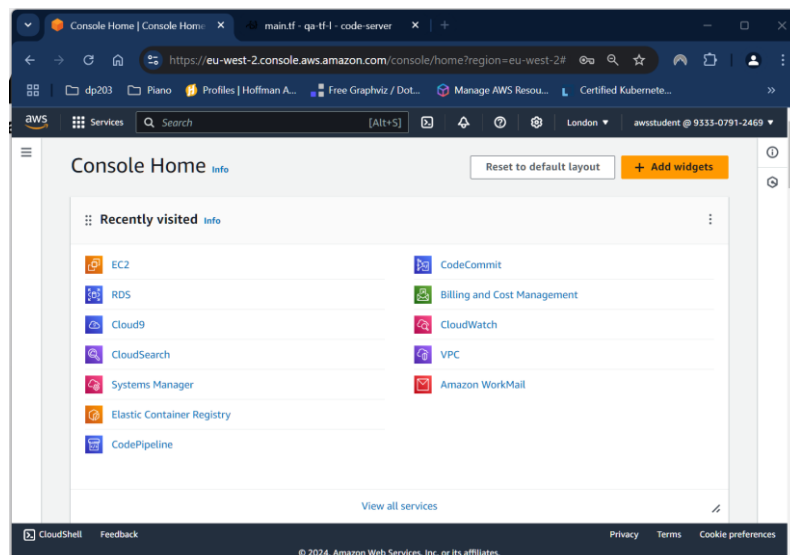 Console Home | Console Home
main.tf - qa-tf-l - code-server
https://eu-west-2.console.aws.amazon.com/console/home?region=eu-west-2#
dp203 Piano Profiles | Hoffman A... Free Graphviz / Dot... Manage AWS Resou... Certified Kubernete...
aws Services Search [Alt+S] London awsstudent @ 9333-0791-2469
Console Home Info
Reset to default layout
+ Add widgets
Recently visited Info
EC2
RDS
Cloud9
CloudSearch
Systems Manager
Elastic Container Registry
CodePipeline
CodeCommit
Billing and Cost Management
CloudWatch
VPC
Amazon WorkMail
View all services
CloudShell Feedback Privacy Terms Cookie preferences
© 2024, Amazon Web Services, Inc. or its affiliates.